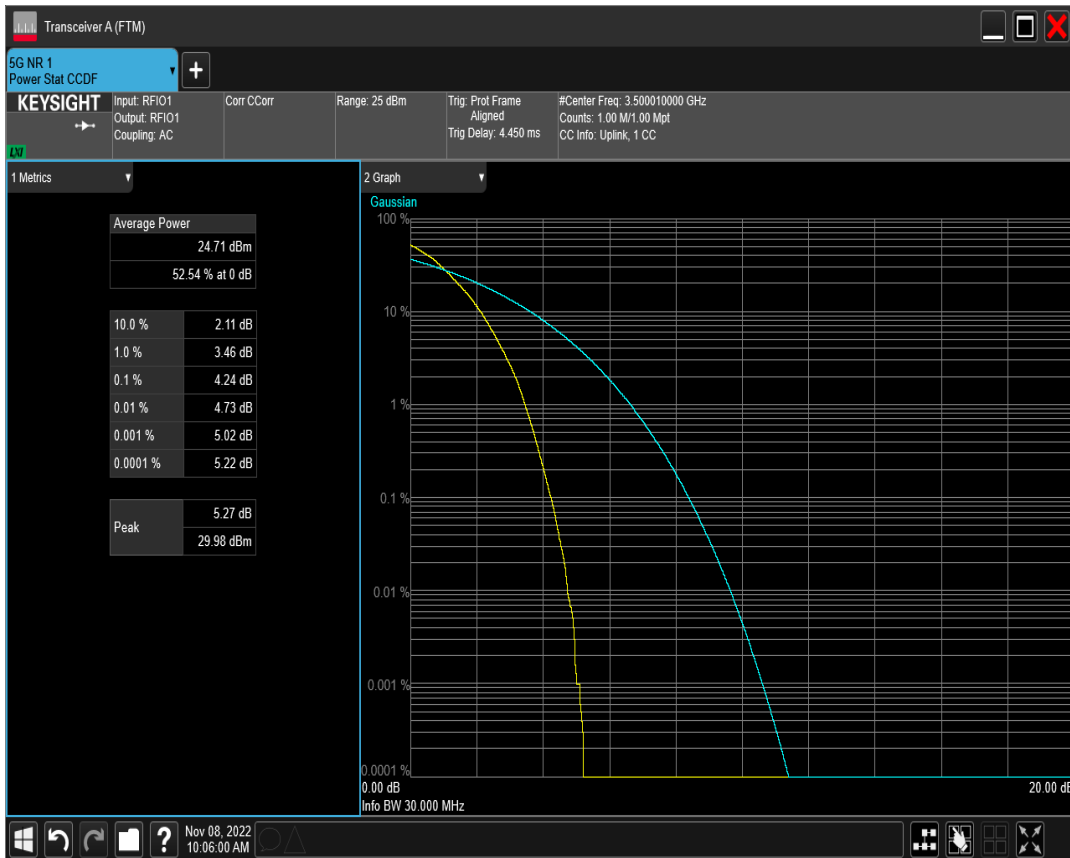 Transceiver A (FTM)
5G NR 1
Power Stat CCDF
+
KEYSIGHT
LXI
Input: RFIO1
Output: RFIO1
Coupling: AC
Corr CCorr
Range: 25 dBm
Trig: Prot Frame
Aligned
Trig Delay: 4.450 ms
#Center Freq: 3.500010000 GHz
Counts: 1.00 M/1.00 Mpt
CC Info: Uplink, 1 CC
1 Metrics
Average Power
24.71 dBm
52.54 % at 0 dB
10.0 % 2.11 dB
1.0 % 3.46 dB
0.1 % 4.24 dB
0.01 % 4.73 dB
0.001 % 5.02 dB
0.0001 % 5.22 dB
Peak
5.27 dB
29.98 dBm
2 Graph
Gaussian
100 %
10 %
1 %
0.1 %
0.01 %
0.001 %
0.0001 %
0.00 dB 20.00 dB
Info BW 30.000 MHz
?
Nov 08, 2022
10:06:00 AM